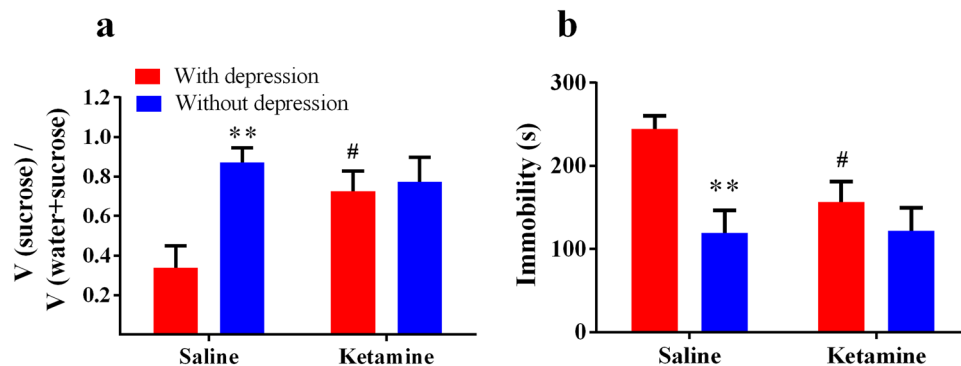 a
With depression
Without depression
V (sucrose) /
V (water+sucrose)
1.2
1.0
0.8
0.6
0.4
0.2
**
#
Saline
Ketamine
b
Immobility (s)
300
200
100
0
**
#
Saline
Ketamine